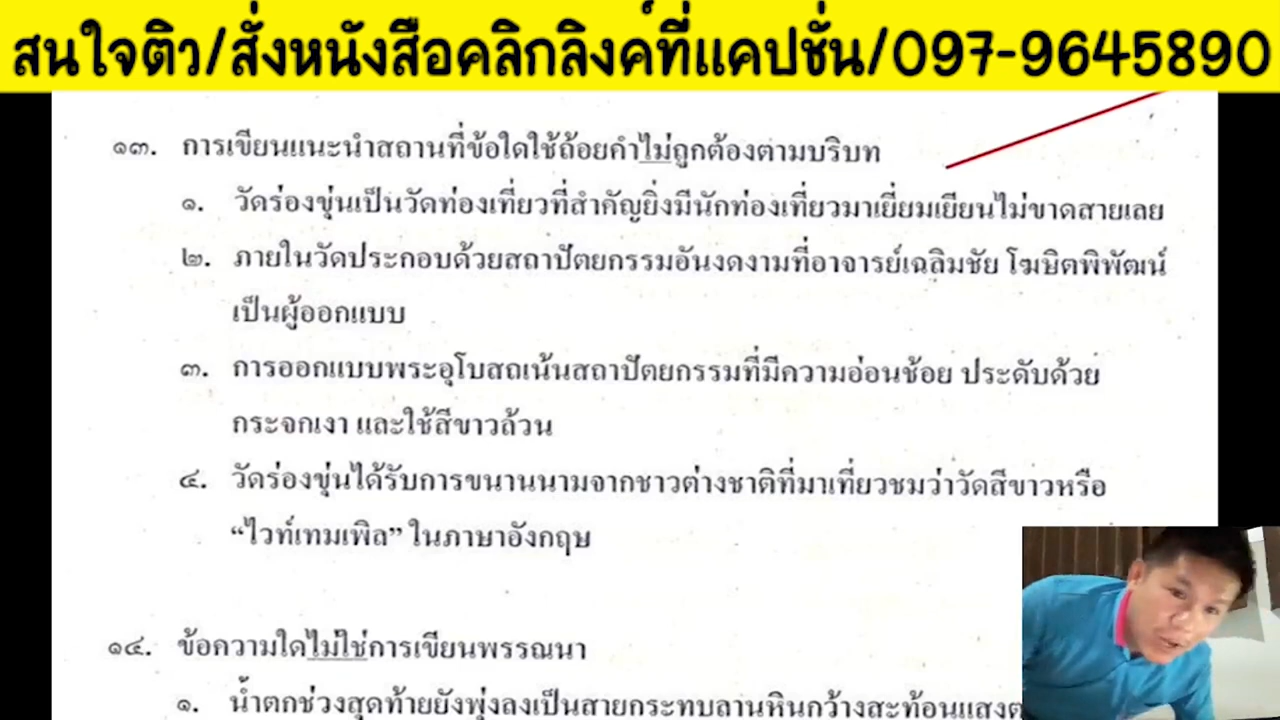 สนใจติว/สั่งหนังสือคลิกลิงค์ที่แคปชั่น/097-9645890
๑๓. การเขียนแนะนำสถานที่ข้อใดใช้ถ้อยคำไม่ถูกต้องตามบริบท
๑. วัดร่องขุ่นเป็นวัดท่องเที่ยวที่สำคัญยิ่งมีนักท่องเที่ยวมาเยี่ยมเยียนไม่ขาดสายเลย
๒. ภายในวัดประกอบด้วยสถาปัตยกรรมอันงดงามที่อาจารย์เฉลิมชัย โฆษิตพิพัฒน์
เป็นผู้ออกแบบ
๓. การออกแบบพระอุโบสถเน้นสถาปัตยกรรมที่มีความอ่อนช้อย ประดับด้วย
กระจกเงา และใช้สีขาวล้วน
๔. วัดร่องขุ่นได้รับการขนานนามจากชาวต่างชาติที่มาเที่ยวชมว่าวัดสีขาวหรือ
“ไวท์เทมเพิล” ในภาษาอังกฤษ
๑๔. ข้อความใดไม่ใช่การเขียนพรรณนา
๑. น้ำตกช่วงสุดท้ายยังพุ่งลงเป็นสายกระทบลานหินกว้างสะท้อนแสง